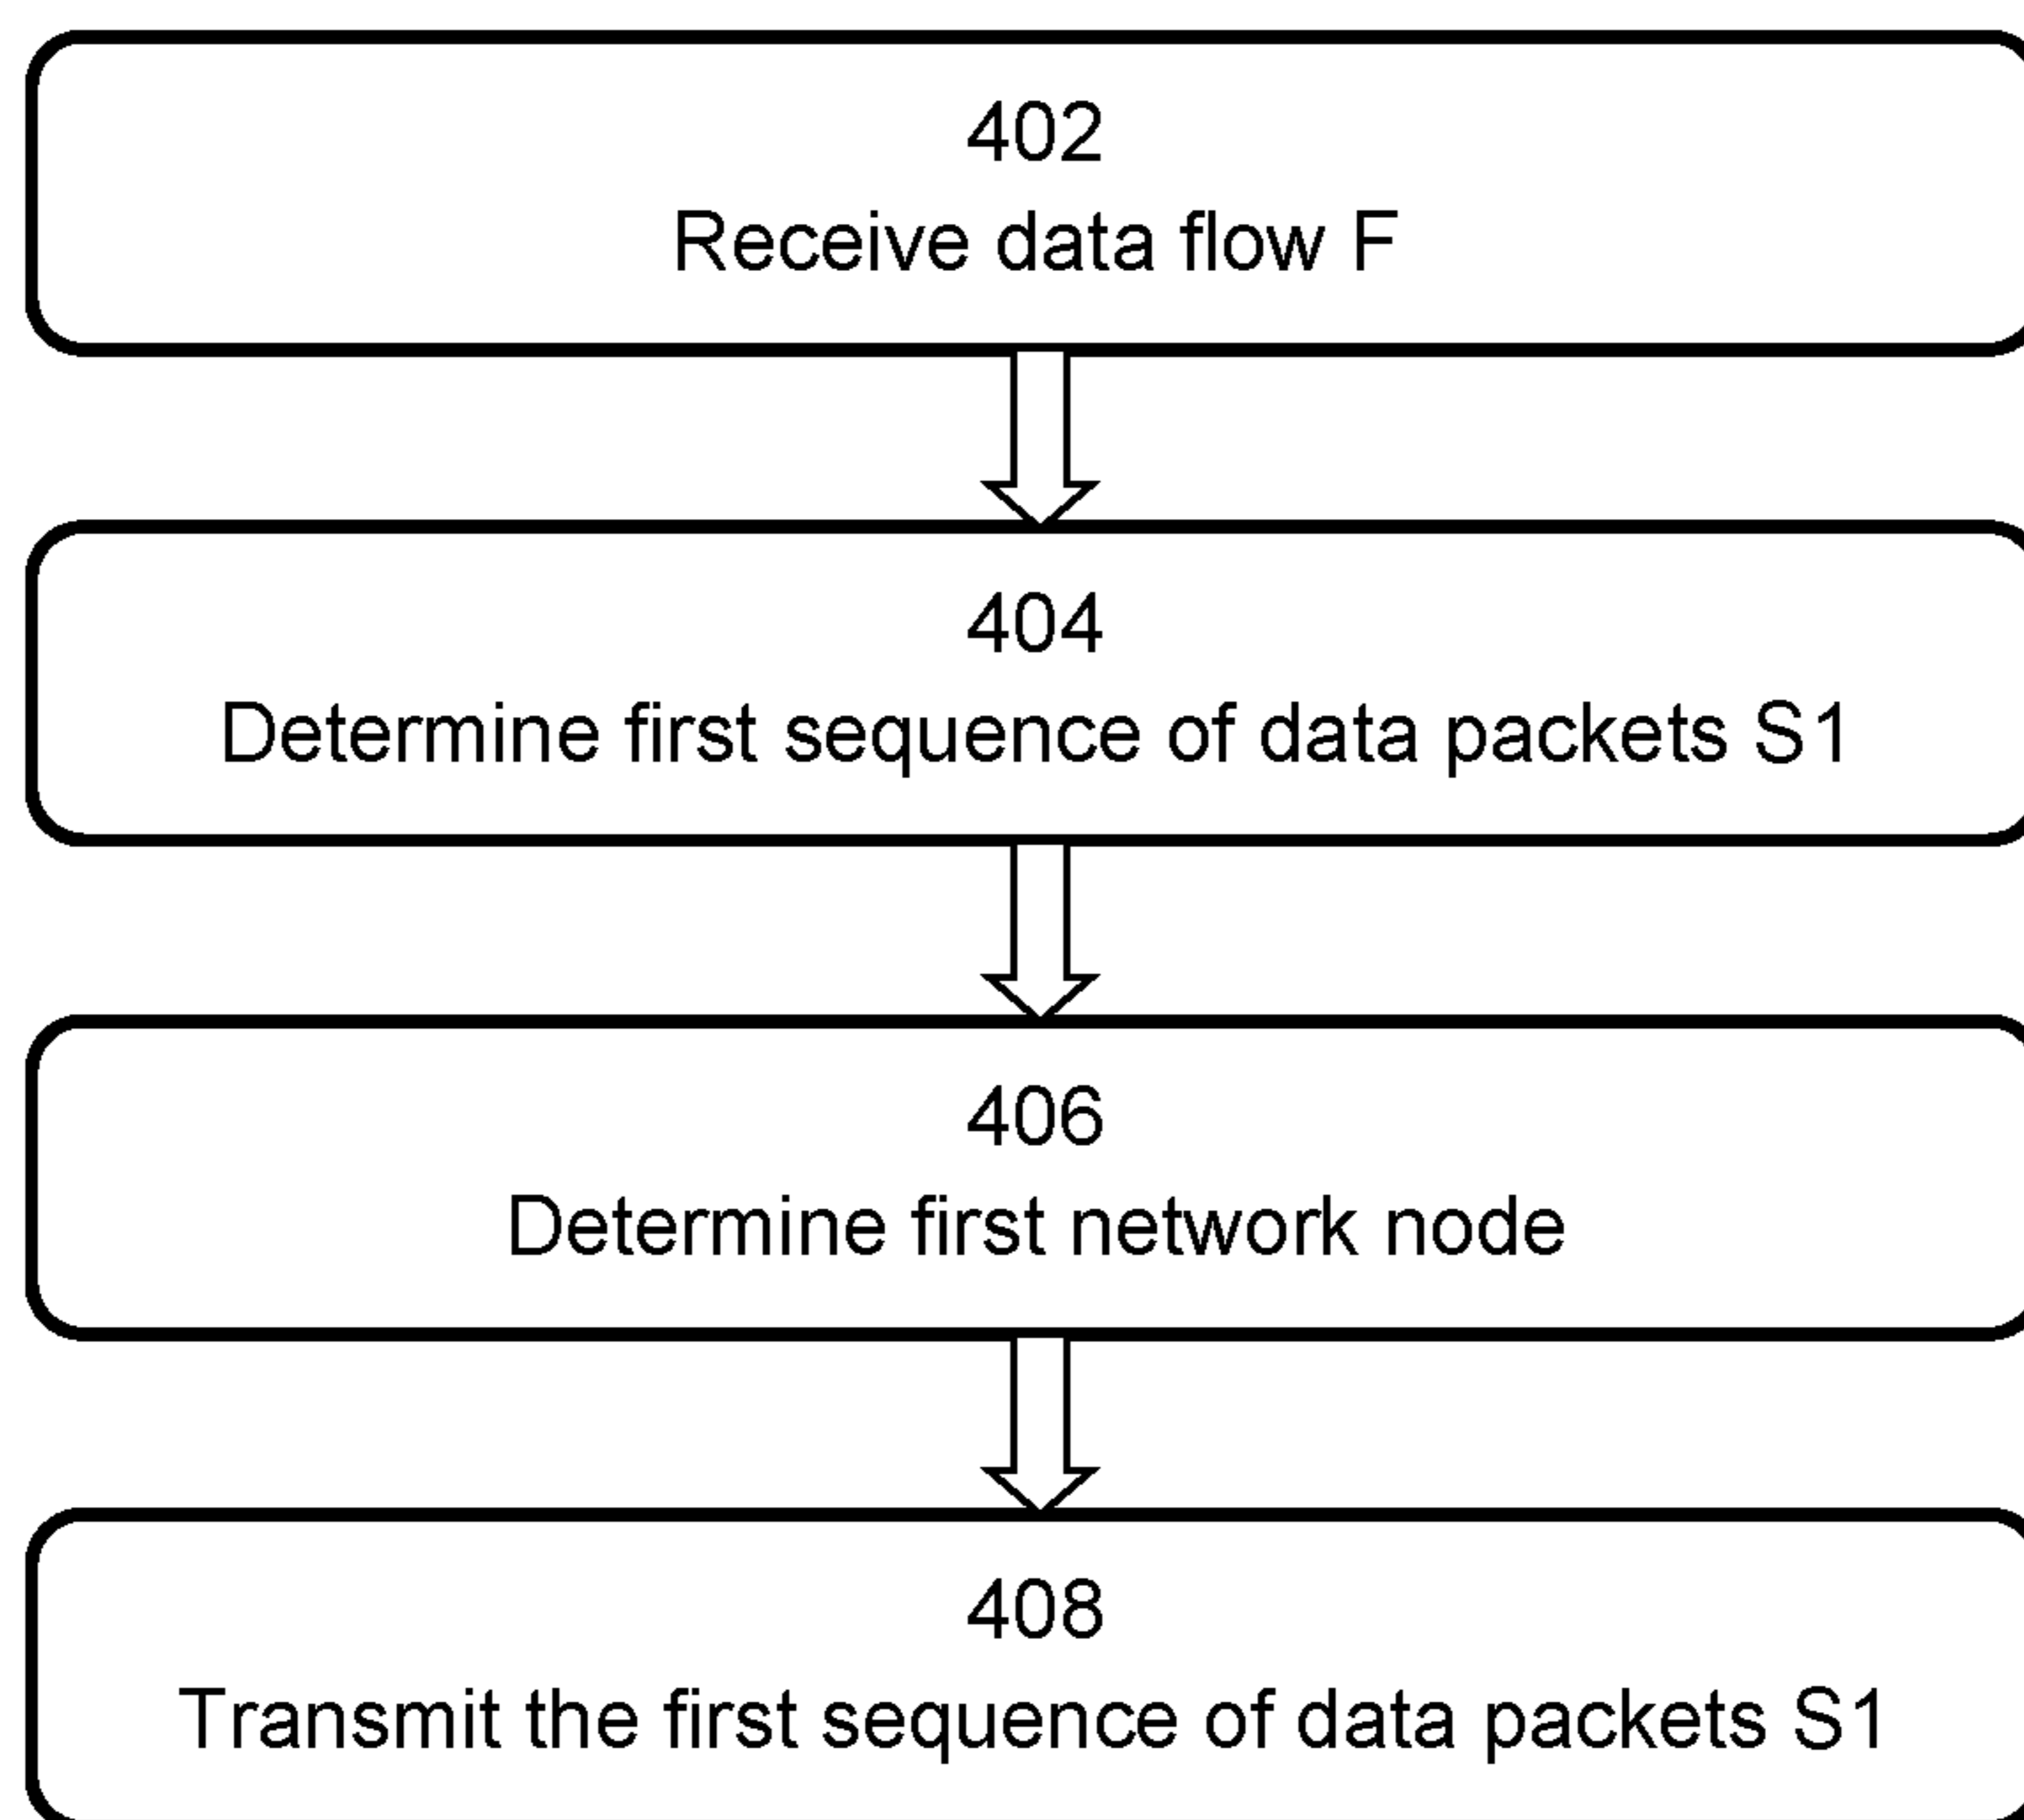 402
Receive data flow F
404
Determine first sequence of data packets S1
406
Determine first network node
408
Transmit the first sequence of data packets S1